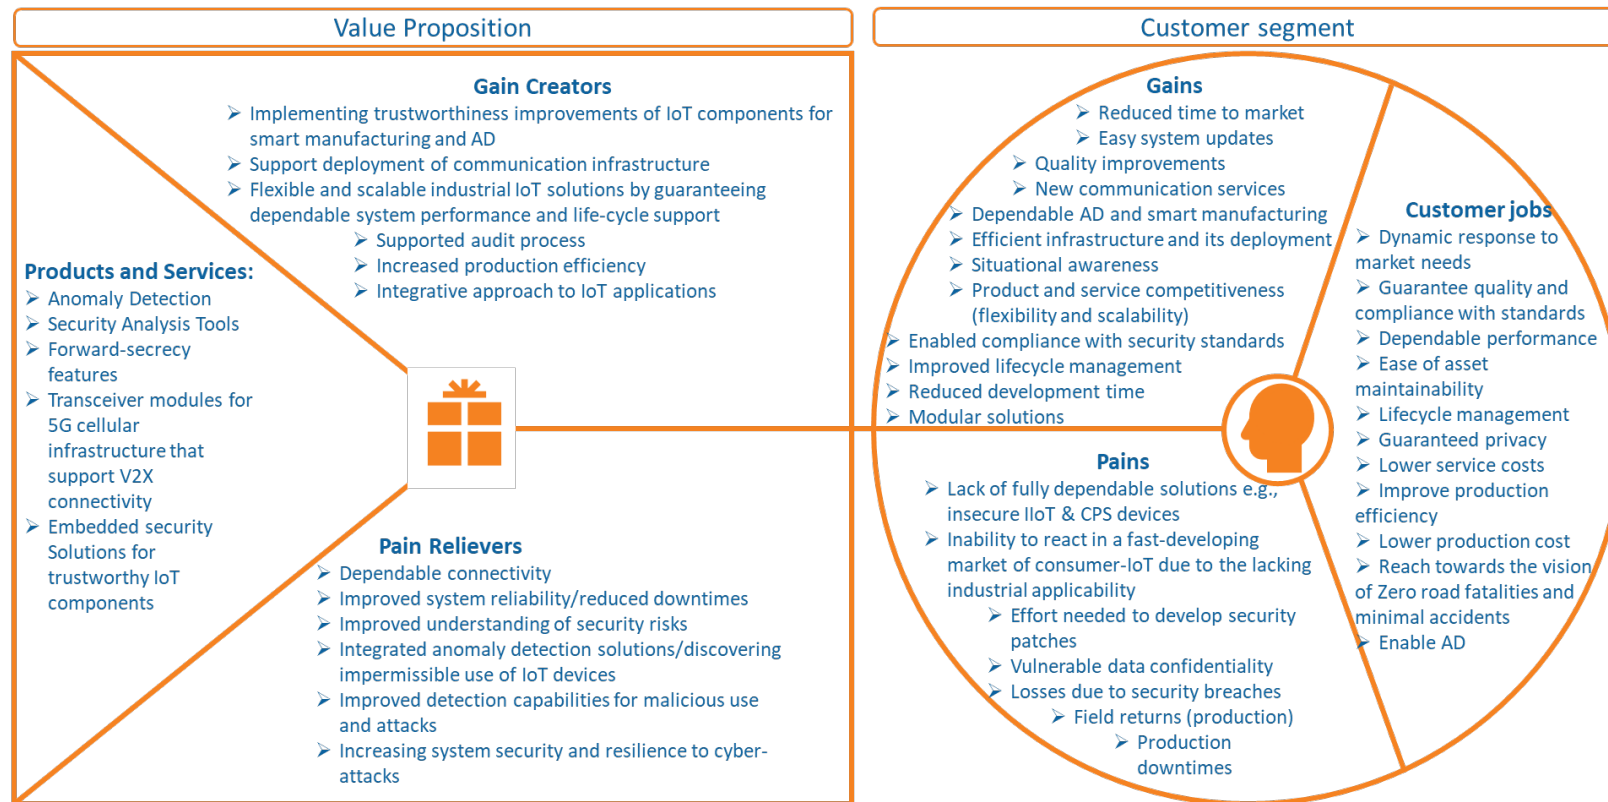 Value Proposition
Customer segment
Gain Creators
➢ Implementing trustworthiness improvements of IoT components for
smart manufacturing and AD
➢ Support deployment of communication infrastructure
➢ Flexible and scalable industrial IoT solutions by guaranteeing
dependable system performance and life-cycle support
➢ Supported audit process
➢ Increased production efficiency
➢ Integrative approach to IoT applications
Products and Services:
➢ Anomaly Detection
➢ Security Analysis Tools
➢ Forward-secrecy
features
➢ Transceiver modules for
5G cellular
infrastructure that
support V2X
connectivity
➢ Embedded security
Solutions for
trustworthy IoT
components
Pain Relievers
➢ Dependable connectivity
➢ Improved system reliability/reduced downtimes
➢ Improved understanding of security risks
➢ Integrated anomaly detection solutions/discovering
impermissible use of IoT devices
➢ Improved detection capabilities for malicious use
and attacks
➢ Increasing system security and resilience to cyber-
attacks
Gains
➢ Reduced time to market
➢ Easy system updates
➢ Quality improvements
➢ New communication services
➢ Dependable AD and smart manufacturing
➢ Efficient infrastructure and its deployment
➢ Situational awareness
➢ Product and service competitiveness
(flexibility and scalability)
➢ Enabled compliance with security standards
➢ Improved lifecycle management
➢ Reduced development time
➢ Modular solutions
Pains
➢ Lack of fully dependable solutions e.g.,
insecure IIoT & CPS devices
➢ Inability to react in a fast-developing
market of consumer-IoT due to the lacking
industrial applicability
➢ Effort needed to develop security
patches
➢ Vulnerable data confidentiality
➢ Losses due to security breaches
➢ Field returns (production)
➢ Production
downtimes
Customer jobs
➢ Dynamic response to
market needs
➢ Guarantee quality and
compliance with standards
➢ Dependable performance
➢ Ease of asset
maintainability
➢ Lifecycle management
➢ Guaranteed privacy
➢ Lower service costs
➢ Improve production
efficiency
➢ Lower production cost
➢ Reach towards the vision
of Zero road fatalities and
minimal accidents
➢ Enable AD